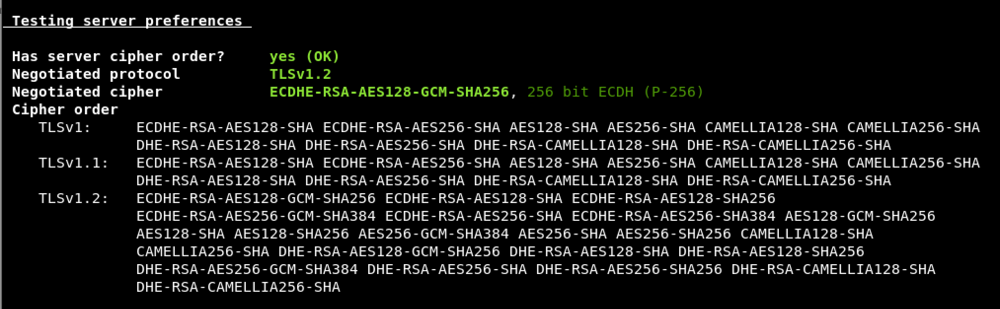 Testing server preferences
Has server cipher order? yes (OK)
Negotiated protocol TLSv1.2
Negotiated cipher ECDHE-RSA-AES128-GCM-SHA256, 256 bit ECDH (P-256)
Cipher order
TLSv1: ECDHE-RSA-AES128-SHA ECDHE-RSA-AES256-SHA AES128-SHA AES256-SHA CAMELLIA128-SHA CAMELLIA256-SHA
DHE-RSA-AES128-SHA DHE-RSA-AES256-SHA DHE-RSA-CAMELLIA128-SHA DHE-RSA-CAMELLIA256-SHA
TLSv1.1: ECDHE-RSA-AES128-SHA ECDHE-RSA-AES256-SHA AES128-SHA AES256-SHA CAMELLIA128-SHA CAMELLIA256-SHA
DHE-RSA-AES128-SHA DHE-RSA-AES256-SHA DHE-RSA-CAMELLIA128-SHA DHE-RSA-CAMELLIA256-SHA
TLSv1.2: ECDHE-RSA-AES128-GCM-SHA256 ECDHE-RSA-AES128-SHA ECDHE-RSA-AES128-SHA256
ECDHE-RSA-AES256-GCM-SHA384 ECDHE-RSA-AES256-SHA ECDHE-RSA-AES256-SHA384 AES128-GCM-SHA256
AES128-SHA AES128-SHA256 AES256-GCM-SHA384 AES256-SHA AES256-SHA256 CAMELLIA128-SHA
CAMELLIA256-SHA DHE-RSA-AES128-GCM-SHA256 DHE-RSA-AES128-SHA DHE-RSA-AES128-SHA256
DHE-RSA-AES256-GCM-SHA384 DHE-RSA-AES256-SHA DHE-RSA-AES256-SHA256 DHE-RSA-CAMELLIA128-SHA
DHE-RSA-CAMELLIA256-SHA